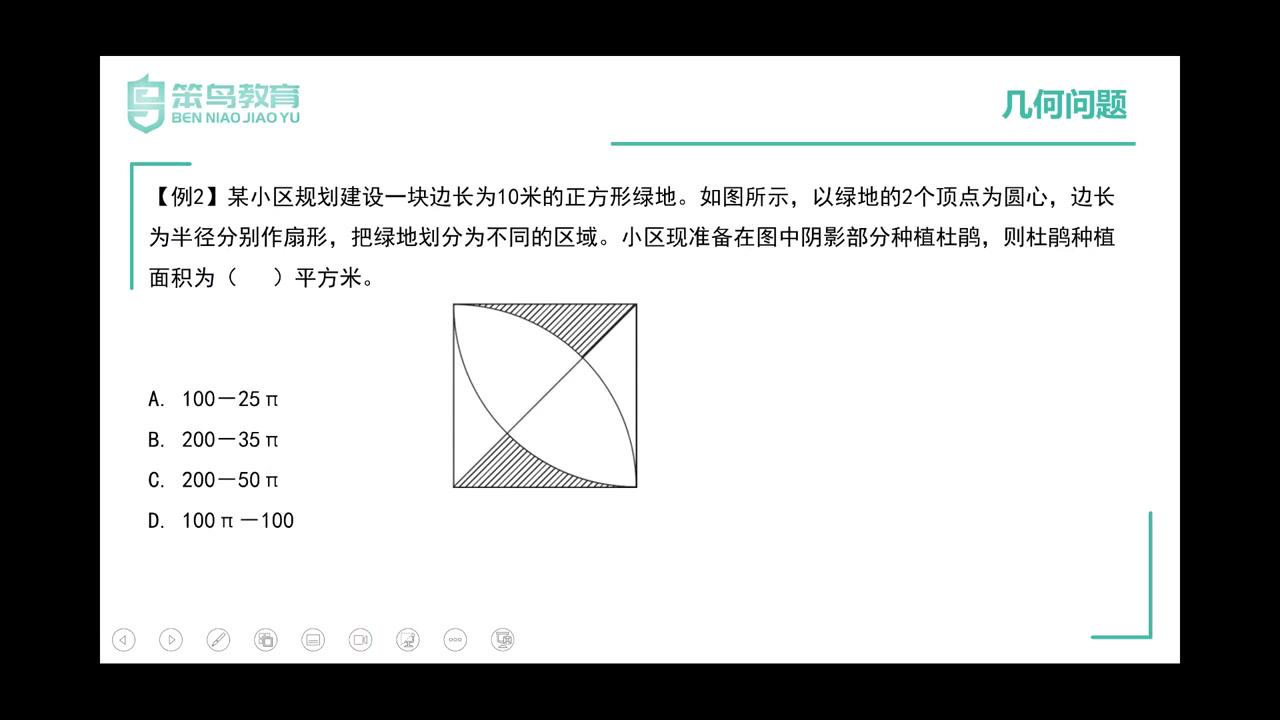 笨鸟教育
BEN NIAO JIAO YU
几何问题
【例2】某小区规划建设一块边长为10米的正方形绿地。如图所示，以绿地的2个顶点为圆心，边长
为半径分别作扇形，把绿地划分为不同的区域。小区现准备在图中阴影部分种植杜鹃，则杜鹃种植
面积为（ ）平方米。
A. 100－25π
B. 200－35π
C. 200－50π
D. 100π－100